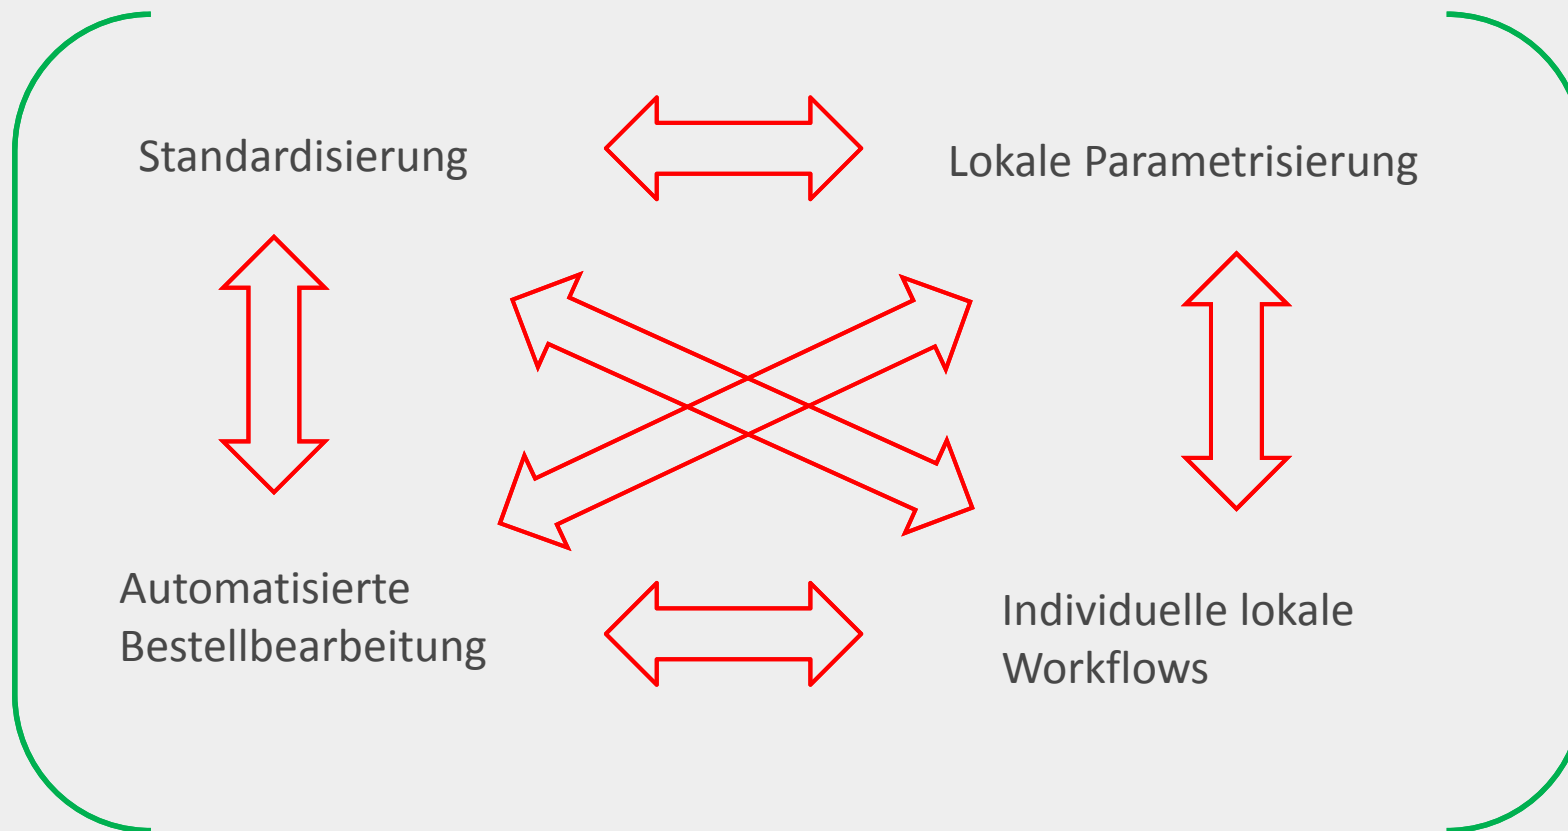 Standardisierung
Lokale Parametrisierung
Automatisierte
Bestellbearbeitung
Individuelle lokale
Workflows